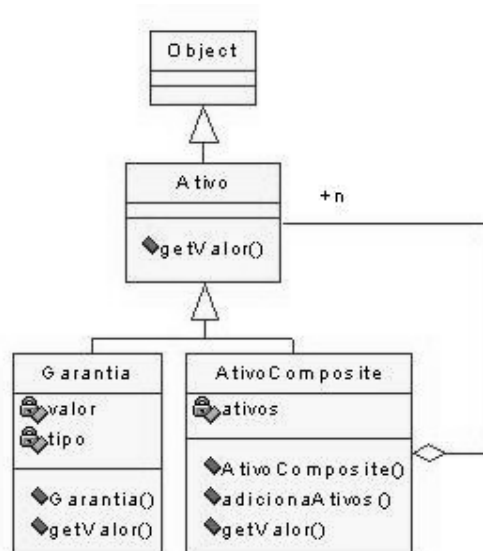 Object
Ativo
+n
getValor()
Garantia
valor
tipo
Garantia()
getValor()
AtivoComposite
ativos
AtivoComposite()
adicionaAtivos()
getValor()